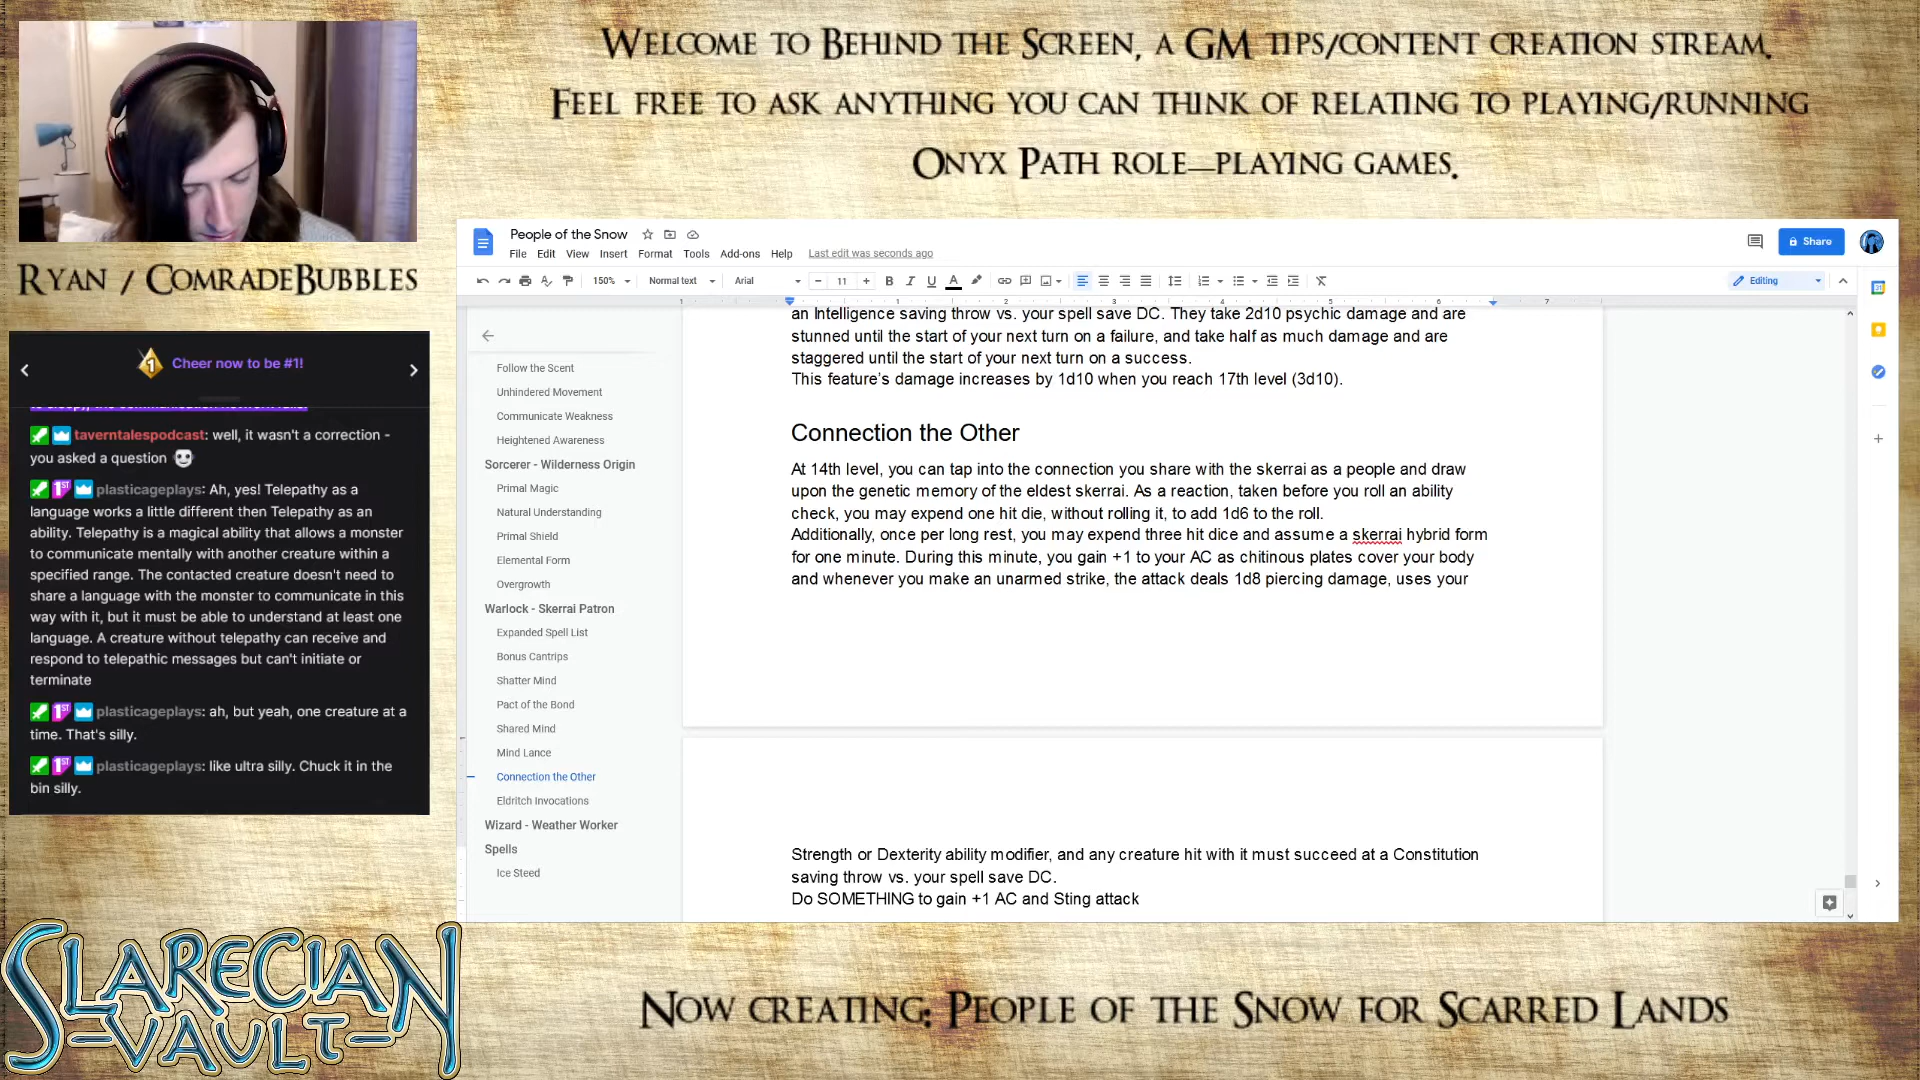 Welcome to Behind the Screen, a GM tips/content creation stream.
Feel free to ask anything you can think of relating to playing/running
Onyx Path role—playing games.
Ryan / ComradeBubbles
1
Cheer now to be #1!
taverntalespodcast: well, it wasn't a correction -
you asked a question
plasticageplays: Ah, yes! Telepathy as a
language works a little different then Telepathy as an
ability. Telepathy is a magical ability that allows a monster
to communicate mentally with another creature within a
specified range. The contacted creature doesn't need to
share a language with the monster to communicate in this
way with it, but it must be able to understand at least one
language. A creature without telepathy can receive and
respond to telepathic messages but can't initiate or
terminate
plasticageplays: ah, but yeah, one creature at a
time. That's silly.
plasticageplays: like ultra silly. Chuck it in the
bin silly.
People of the Snow
File Edit View Insert Format Tools Add-ons Help Last edit was seconds ago
Share
150% Normal text Arial 11 B I U A Editing
1 1 2 3 4 5 6 7
Follow the Scent
Unhindered Movement
Communicate Weakness
Heightened Awareness
Sorcerer - Wilderness Origin
Primal Magic
Natural Understanding
Primal Shield
Elemental Form
Overgrowth
Warlock - Skerrai Patron
Expanded Spell List
Bonus Cantrips
Shatter Mind
Pact of the Bond
Shared Mind
Mind Lance
Connection the Other
Eldritch Invocations
Wizard - Weather Worker
Spells
Ice Steed
an Intelligence saving throw vs. your spell save DC. They take 2d10 psychic damage and are
stunned until the start of your next turn on a failure, and take half as much damage and are
staggered until the start of your next turn on a success.
This feature's damage increases by 1d10 when you reach 17th level (3d10).
Connection the Other
At 14th level, you can tap into the connection you share with the skerrai as a people and draw
upon the genetic memory of the eldest skerrai. As a reaction, taken before you roll an ability
check, you may expend one hit die, without rolling it, to add 1d6 to the roll.
Additionally, once per long rest, you may expend three hit dice and assume a skerrai hybrid form
for one minute. During this minute, you gain +1 to your AC as chitinous plates cover your body
and whenever you make an unarmed strike, the attack deals 1d8 piercing damage, uses your
Strength or Dexterity ability modifier, and any creature hit with it must succeed at a Constitution
saving throw vs. your spell save DC.
Do SOMETHING to gain +1 AC and Sting attack
Slarecian
Vault
Now creating: People of the Snow for Scarred Lands